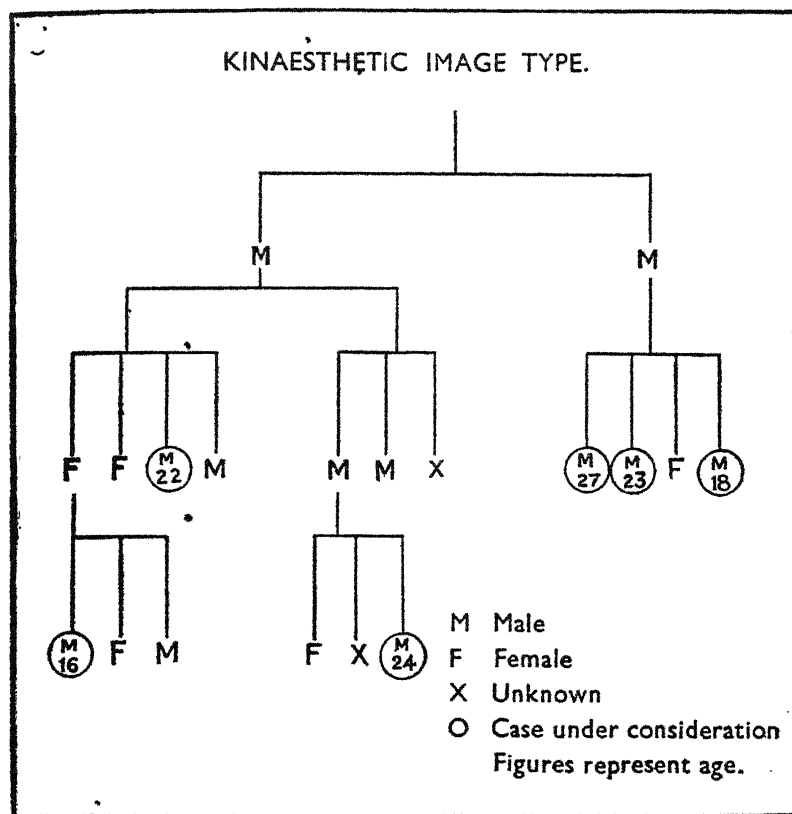 KINAESTHETIC IMAGE TYPE.
M M
F F M 22 M M M X M 27 M 23 F M 18
M 16 F M F X M 24
M Male
F Female
X Unknown
O Case under consideration
Figures represent age.